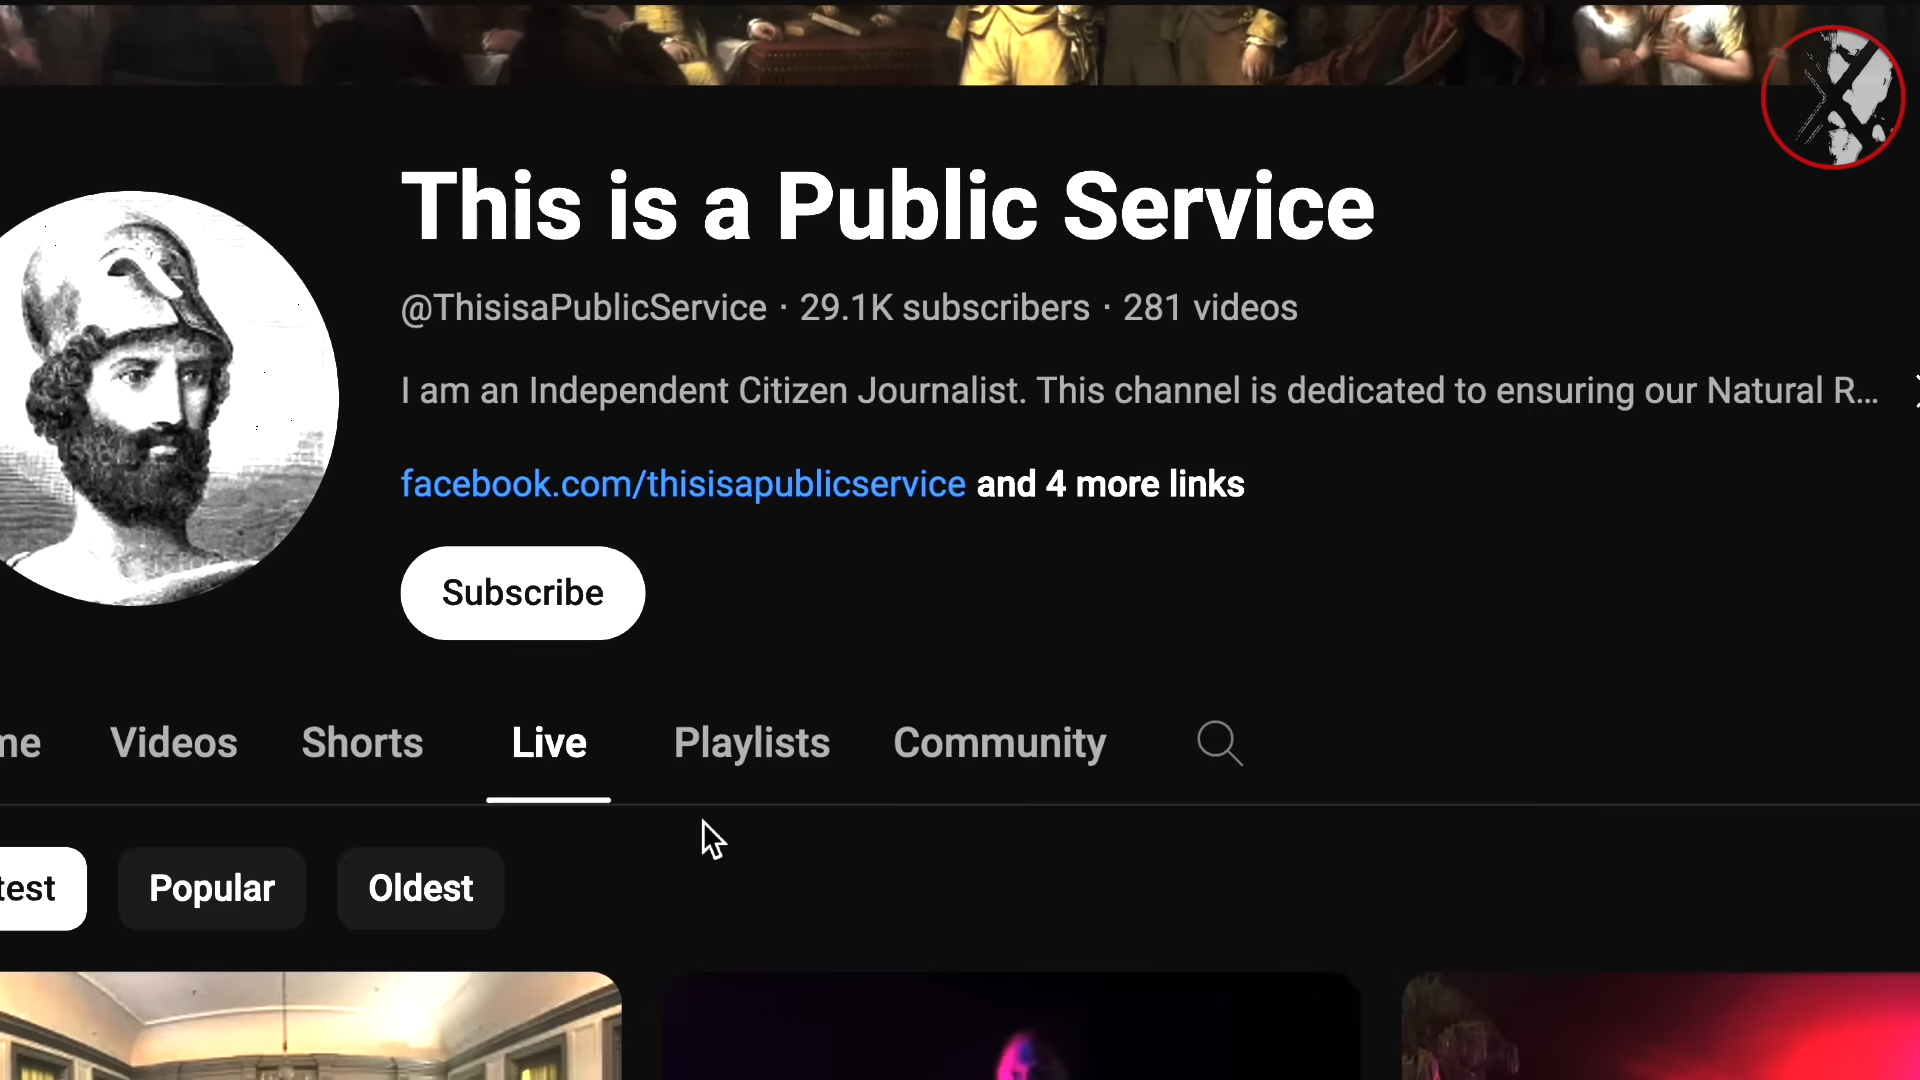 This is a Public Service
@ThisisaPublicService · 29.1K subscribers · 281 videos
I am an Independent Citizen Journalist. This channel is dedicated to ensuring our Natural R...
facebook.com/thisisapublicservice and 4 more links
Subscribe
me Videos Shorts Live Playlists Community
test Popular Oldest